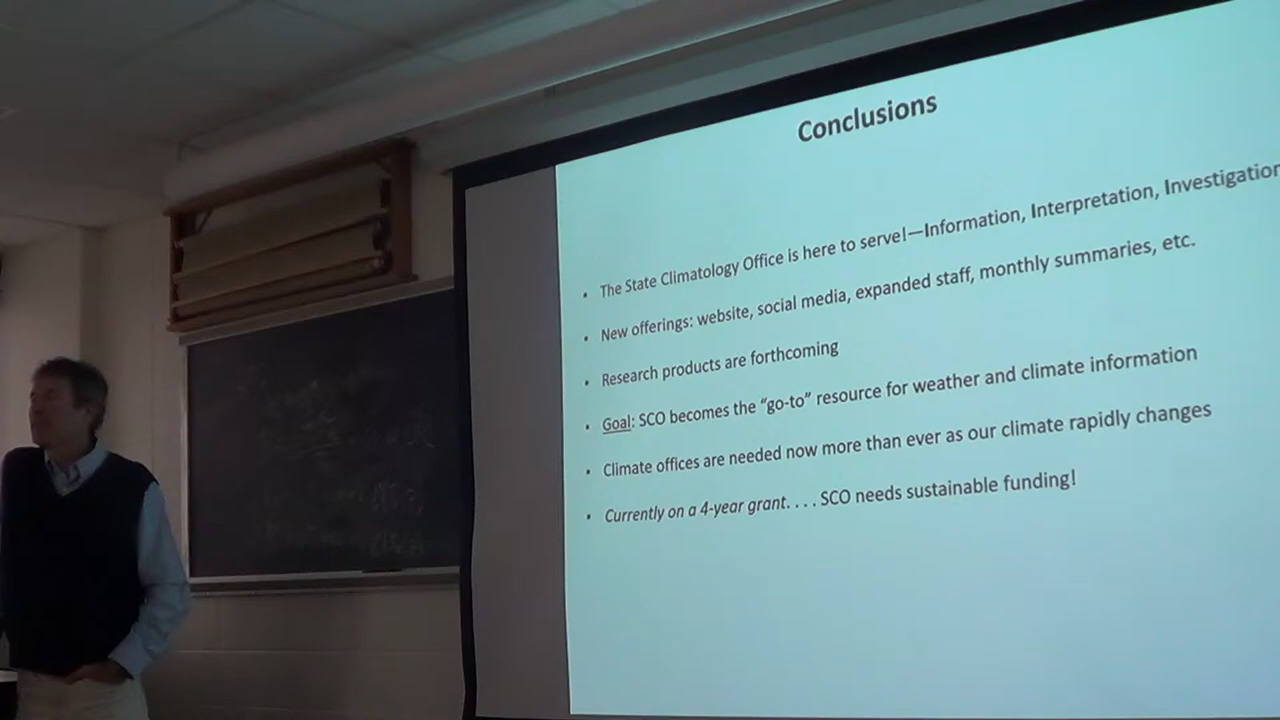 Conclusions
• The State Climatology Office is here to serve!—Information, Interpretation, Investigation
• New offerings: website, social media, expanded staff, monthly summaries, etc.
• Research products are forthcoming
• Goal: SCO becomes the “go-to” resource for weather and climate information
• Climate offices are needed now more than ever as our climate rapidly changes
• Currently on a 4-year grant. . . . SCO needs sustainable funding!